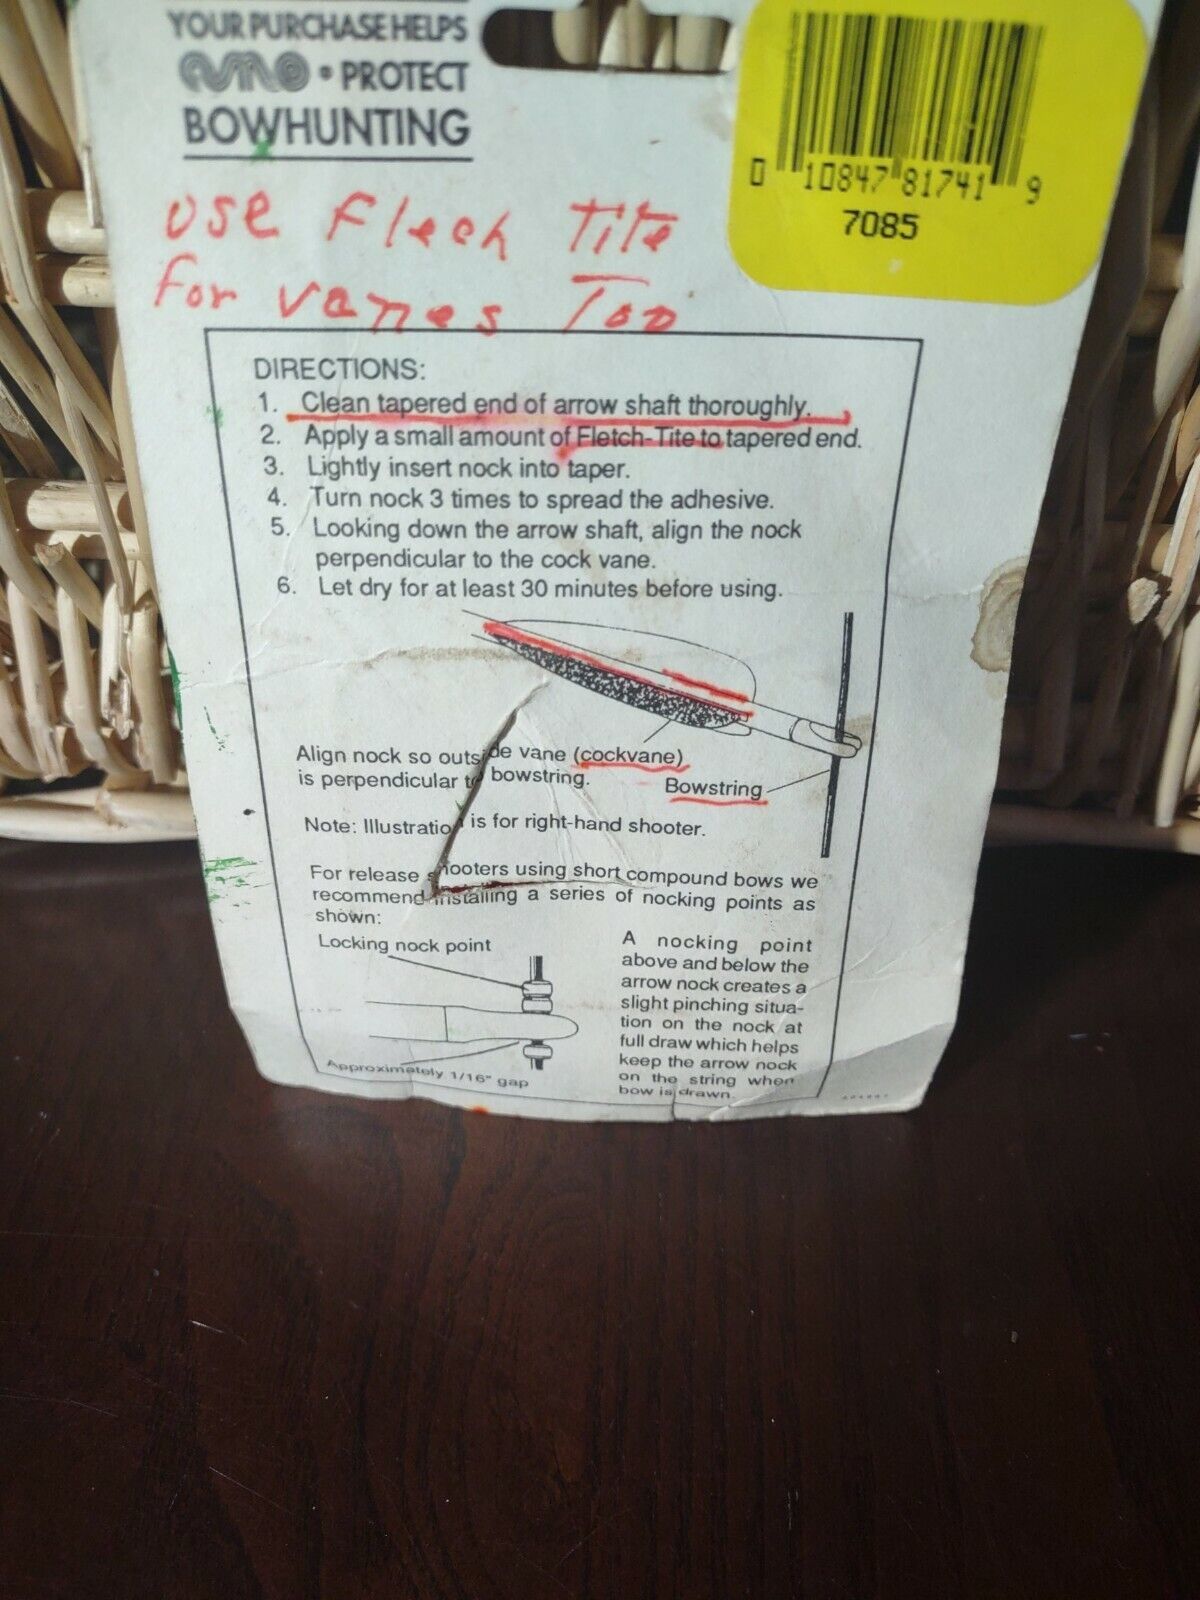 YOUR PURCHASE HELPS
AMO • PROTECT
BOWHUNTING
0 10847 81741 9
7085
USE Flech TiTe
For vanes Too
DIRECTIONS:
1. Clean tapered end of arrow shaft thoroughly.
2. Apply a small amount of Fletch-Tite to tapered end.
3. Lightly insert nock into taper.
4. Turn nock 3 times to spread the adhesive.
5. Looking down the arrow shaft, align the nock
perpendicular to the cock vane.
6. Let dry for at least 30 minutes before using.
Align nock so outside vane (cockvane)
is perpendicular to bowstring.
Bowstring
Note: Illustration is for right-hand shooter.
For release shooters using short compound bows we
recommend installing a series of nocking points as
shown:
Locking nock point
Approximately 1/16" gap
A nocking point
above and below the
arrow nock creates a
slight pinching situa-
tion on the nock at
full draw which helps
keep the arrow nock
on the string when
bow is drawn.